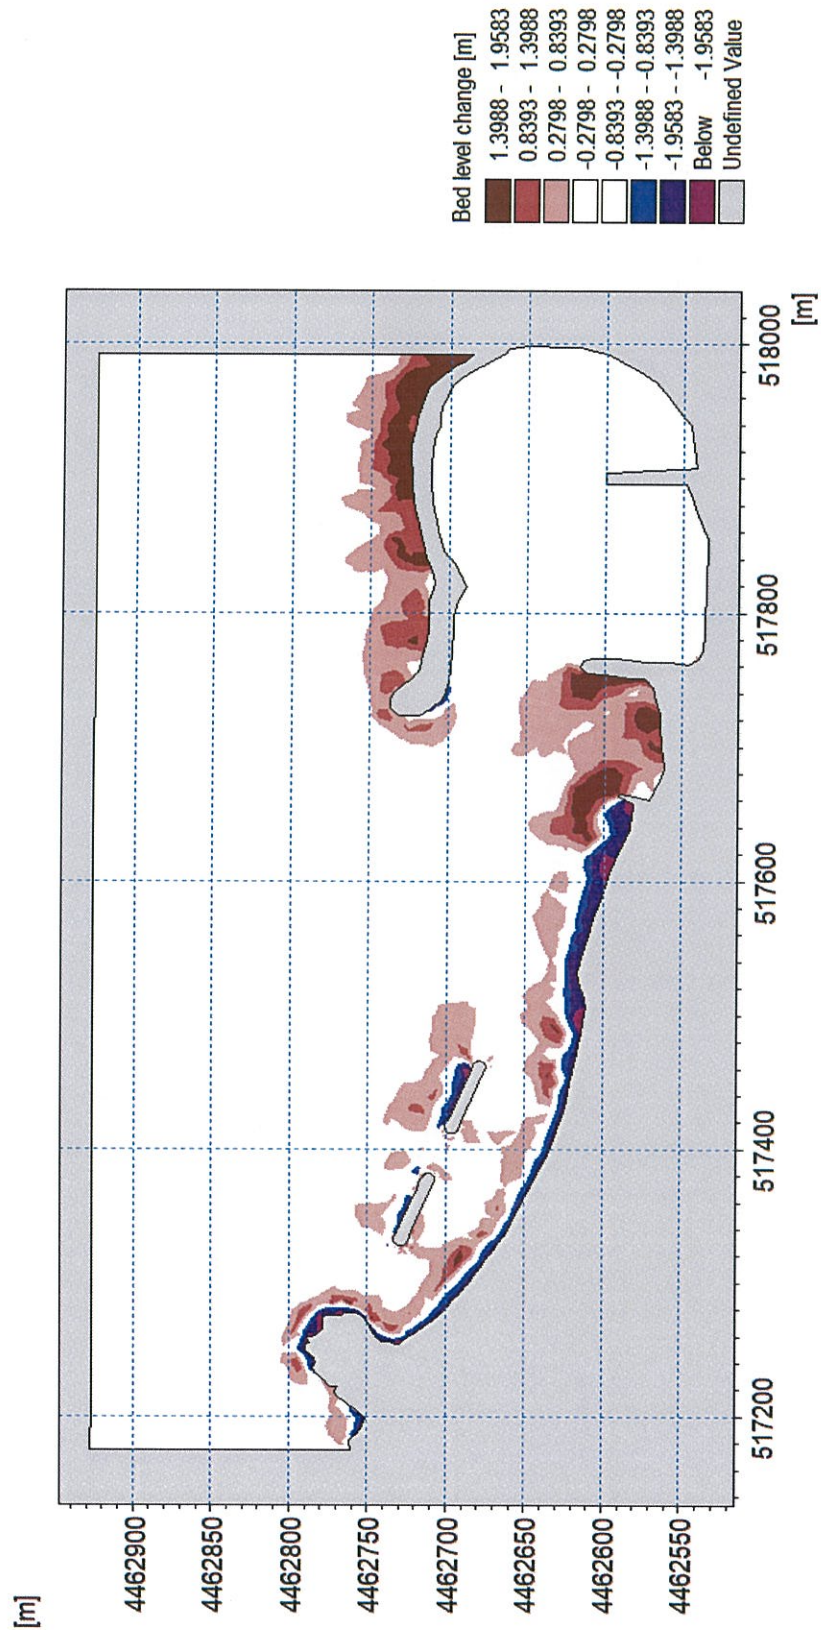 [m]
4462900
4462850
4462800
4462750
4462700
4462650
4462600
4462550
517200
517400
517600
517800
518000
[m]
Bed level change [m]
1.3988 - 1.9583
0.8393 - 1.3988
0.2798 - 0.8393
-0.2798 - 0.2798
-0.8393 - -0.2798
-1.3988 - -0.8393
-1.9583 - -1.3988
Below -1.9583
Undefined Value